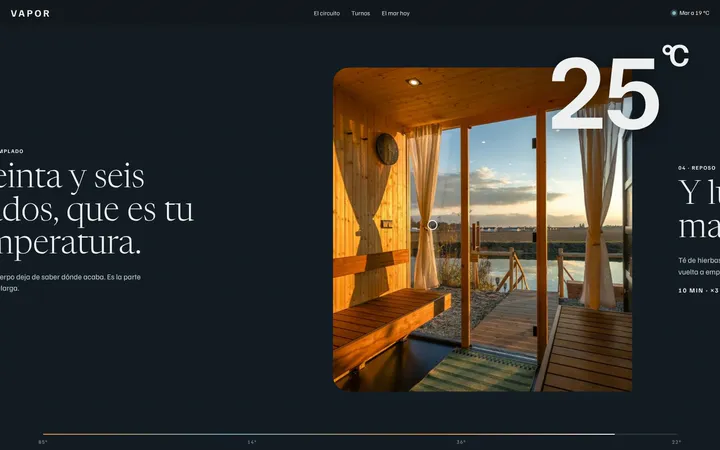 VAPOR
El circuito
Turnos
El mar hoy
Mar a 19 °C
25 °C
MPLADO
einta y seis
ados, que es tu
mperatura.
erpo deja de saber dónde acaba. Es la parte
larga.
04 · REPOSO
Y lu
ma
Té de hierbas
vuelta a emp
10 MIN · ×3
85°
14°
36°
22°